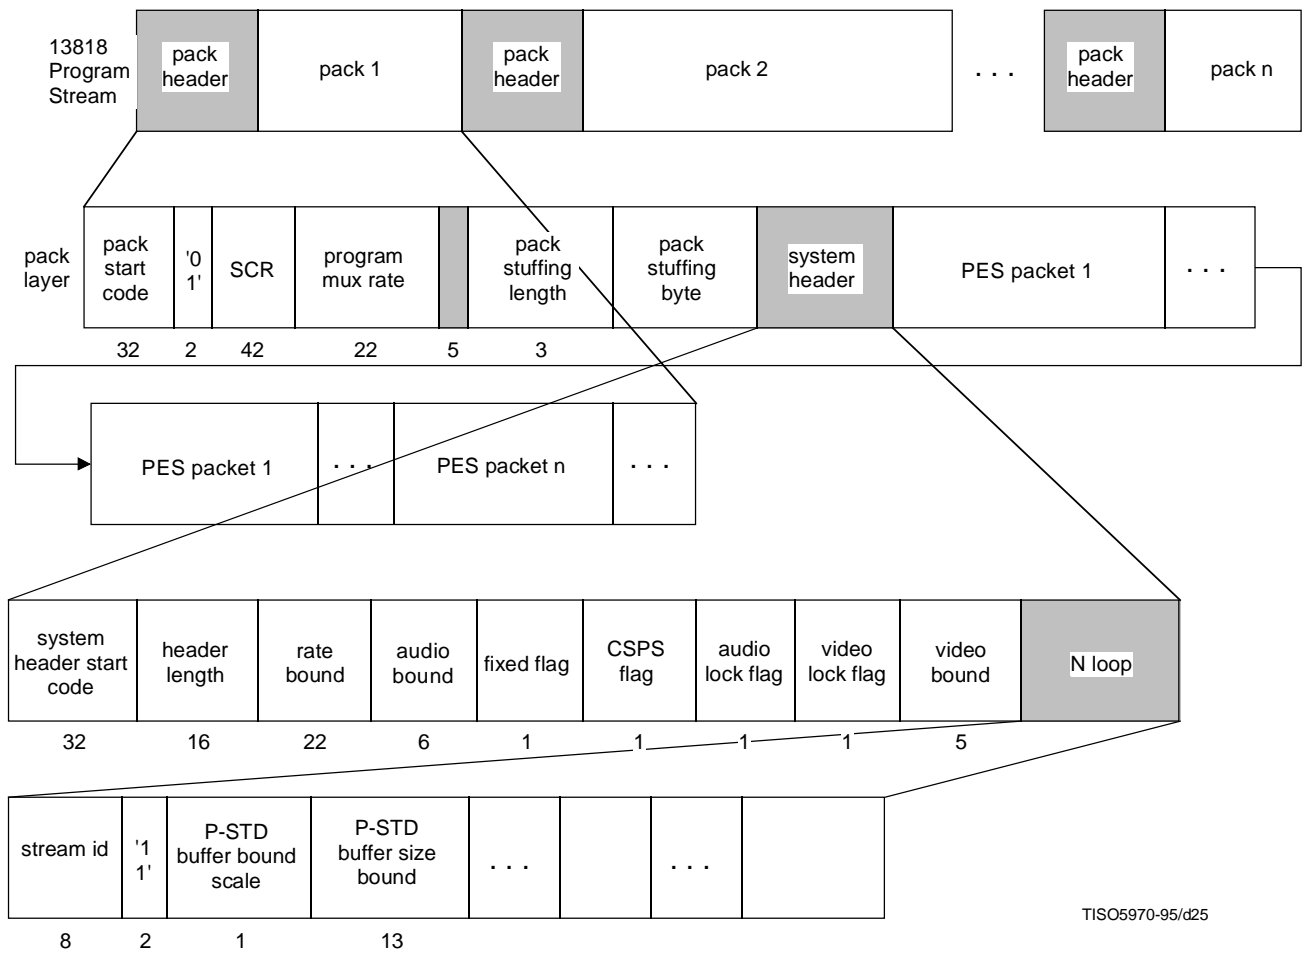 13818
Program
Stream
pack
header
pack 1
pack
header
pack 2
. . .
pack
header
pack n
pack
layer
pack
start
code
'0
1'
SCR
program
mux rate
pack
stuffing
length
pack
stuffing
byte
system
header
PES packet 1
. . .
32
2
42
22
5
3
PES packet 1
. . .
PES packet n
. . .
system
header start
code
header
length
rate
bound
audio
bound
fixed flag
CSPS
flag
audio
lock flag
video
lock flag
video
bound
N loop
32
16
22
6
1
1
1
1
5
stream id
'1
1'
P-STD
buffer bound
scale
P-STD
buffer size
bound
. . .
. . .
8
2
1
13
TISO5970-95/d25